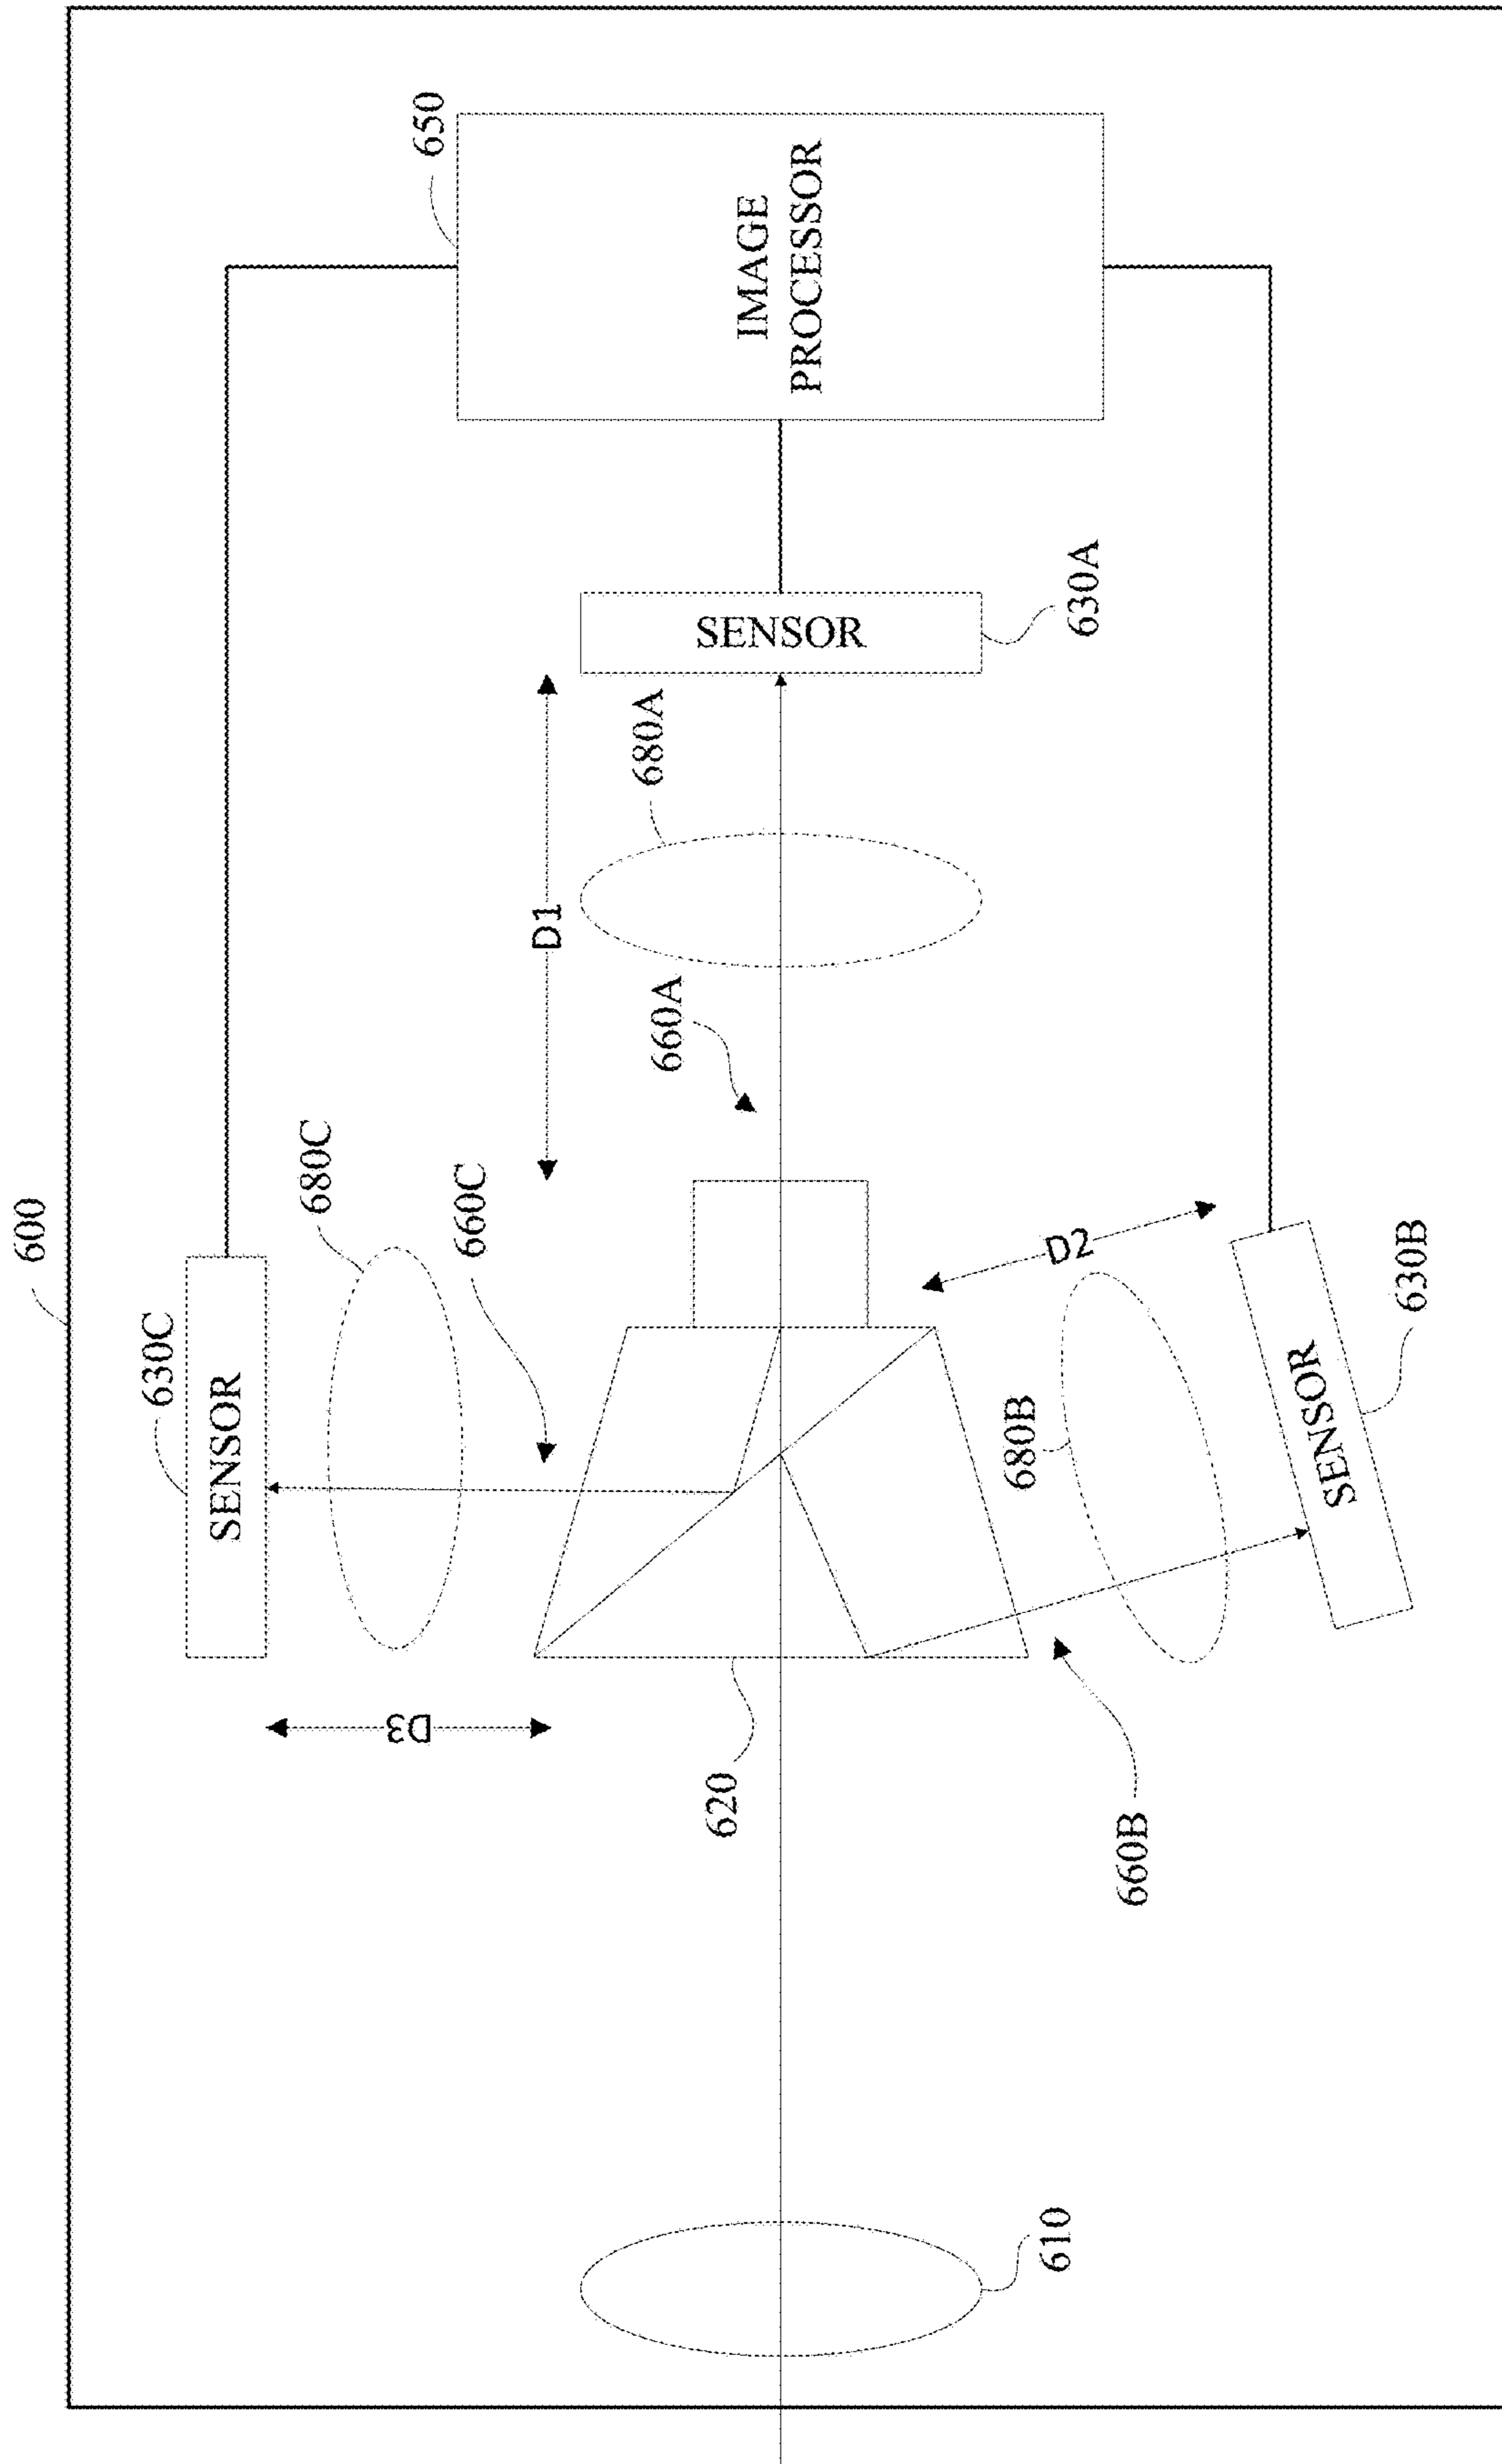 600
650
IMAGE
PROCESSOR
630C
SENSOR
680C
660C
D3
D1
680A
SENSOR
630A
660A
D2
680B
SENSOR
630B
660B
620
610